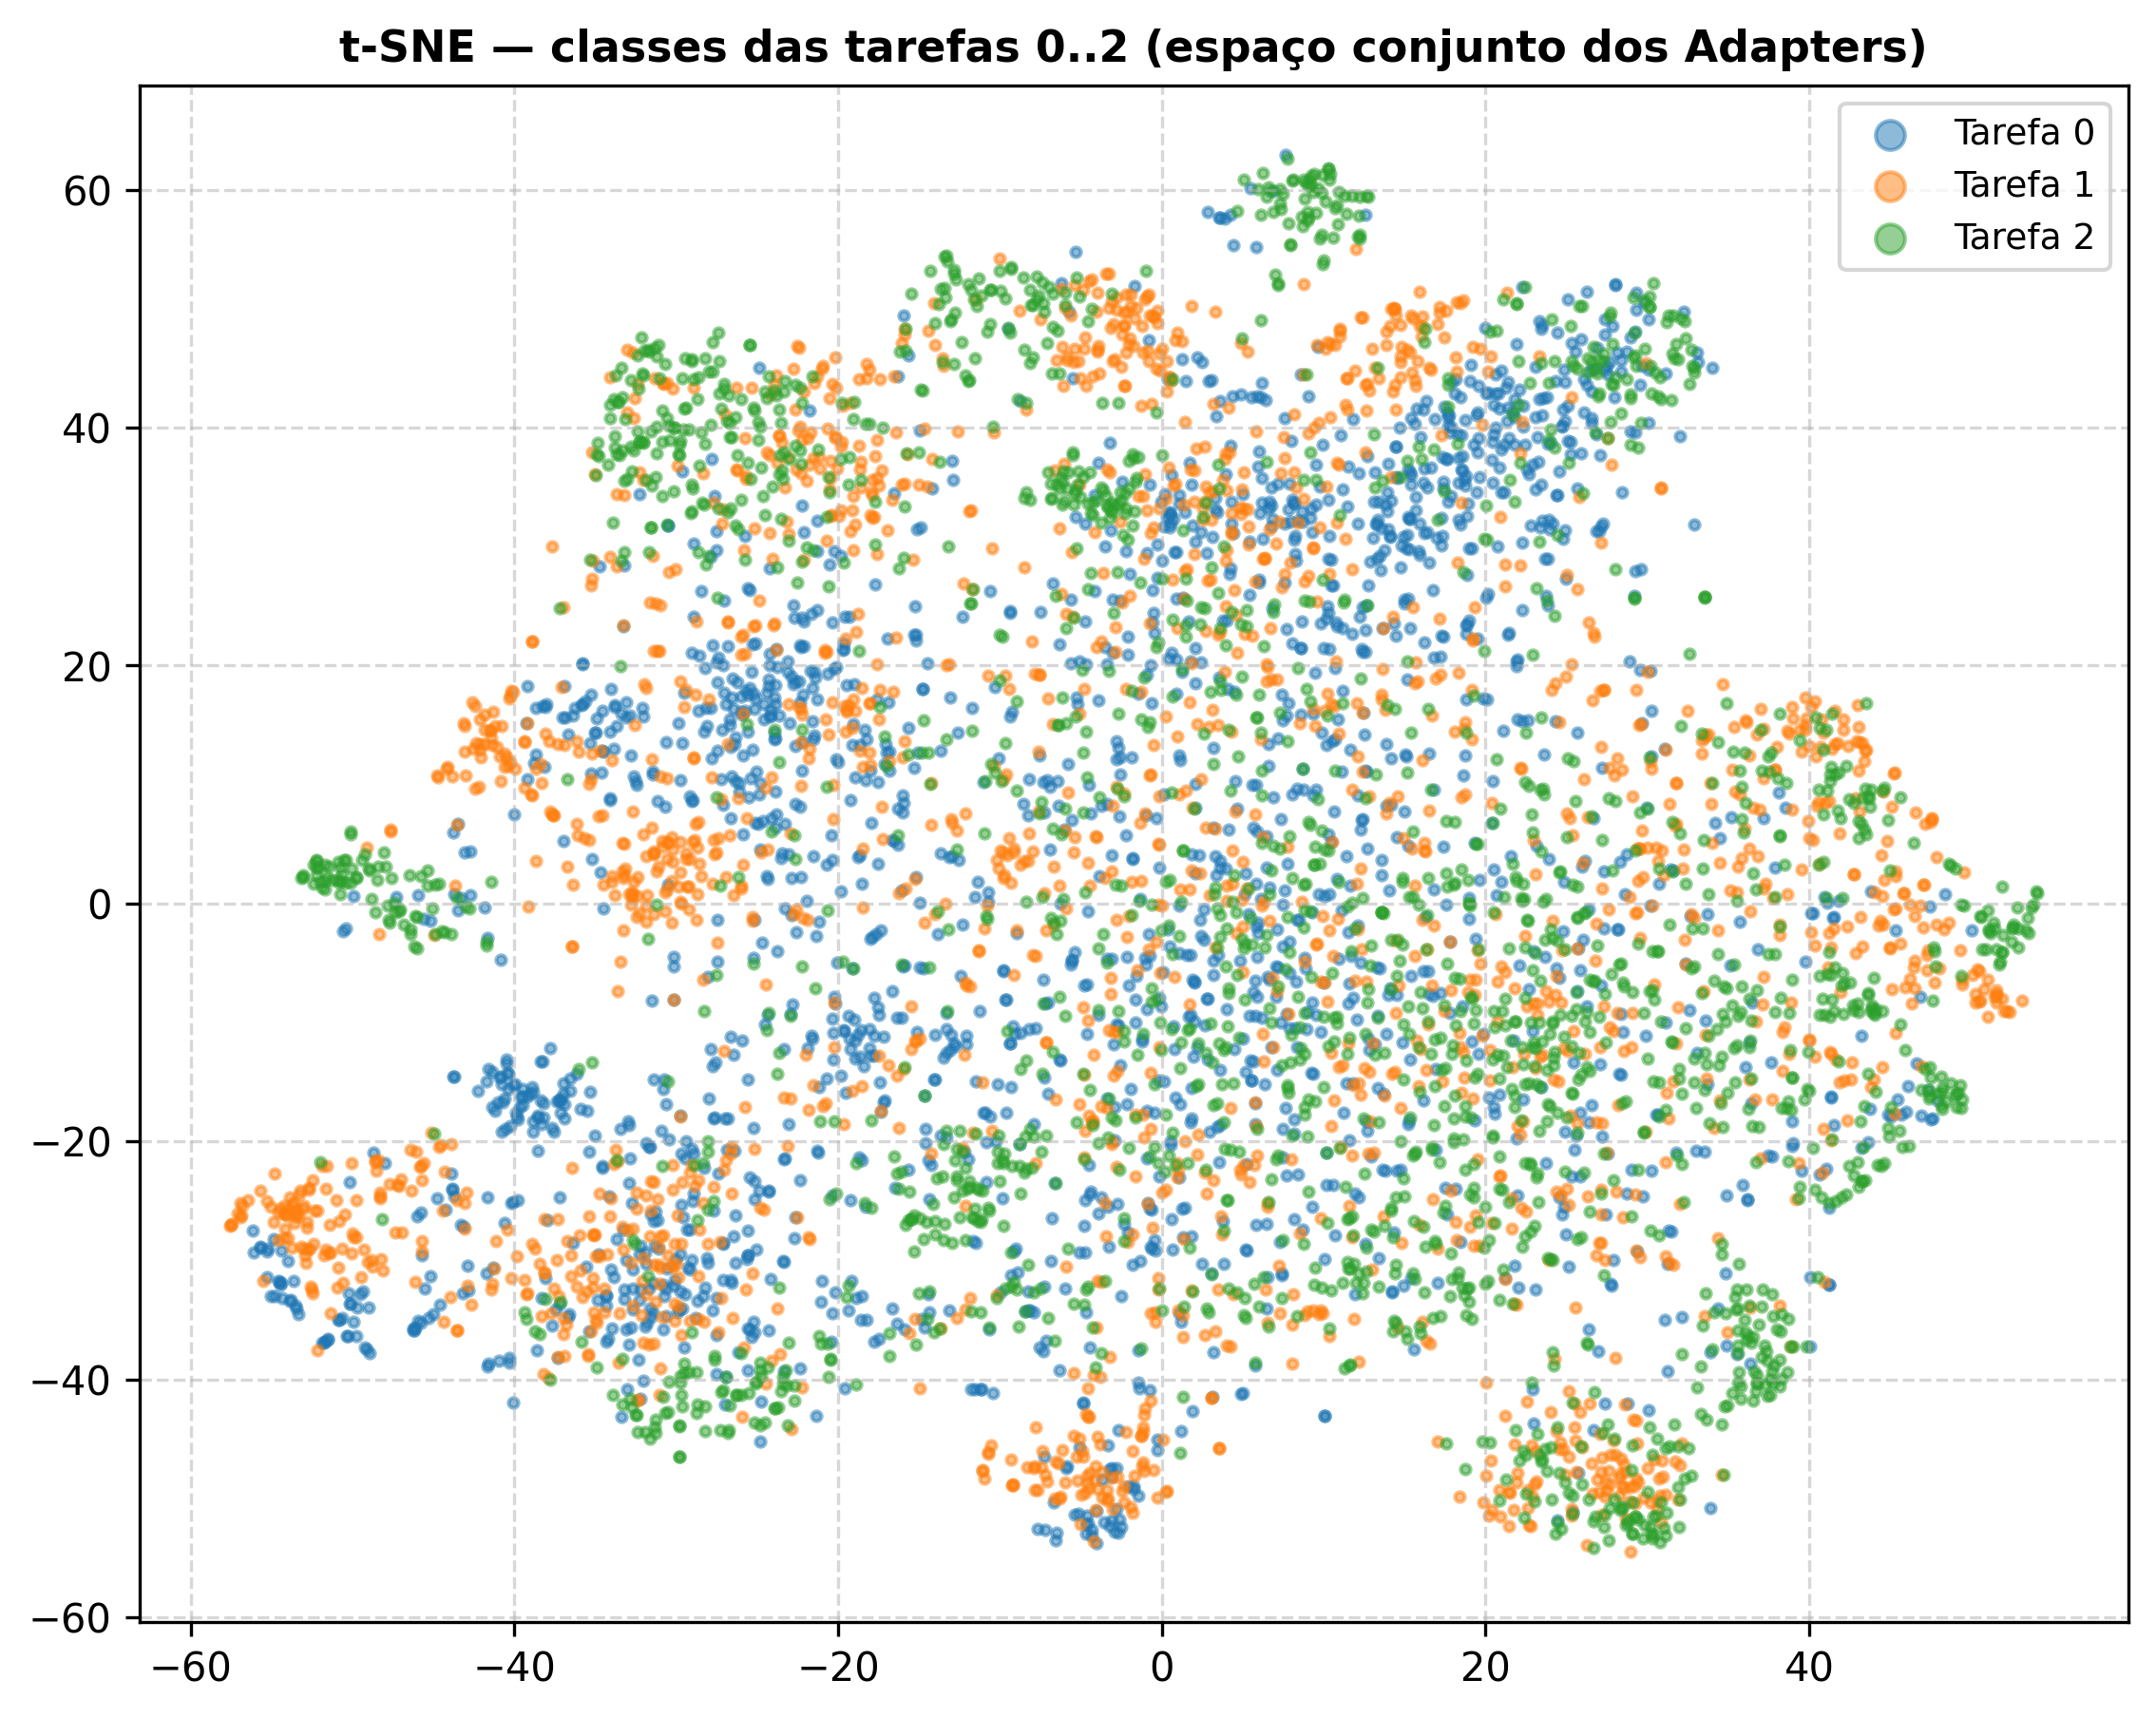 t-SNE — classes das tarefas 0..2 (espaço conjunto dos Adapters)
Tarefa 0
Tarefa 1
Tarefa 2
60
40
20
0
−20
−40
−60
−60 −40 −20 0 20 40